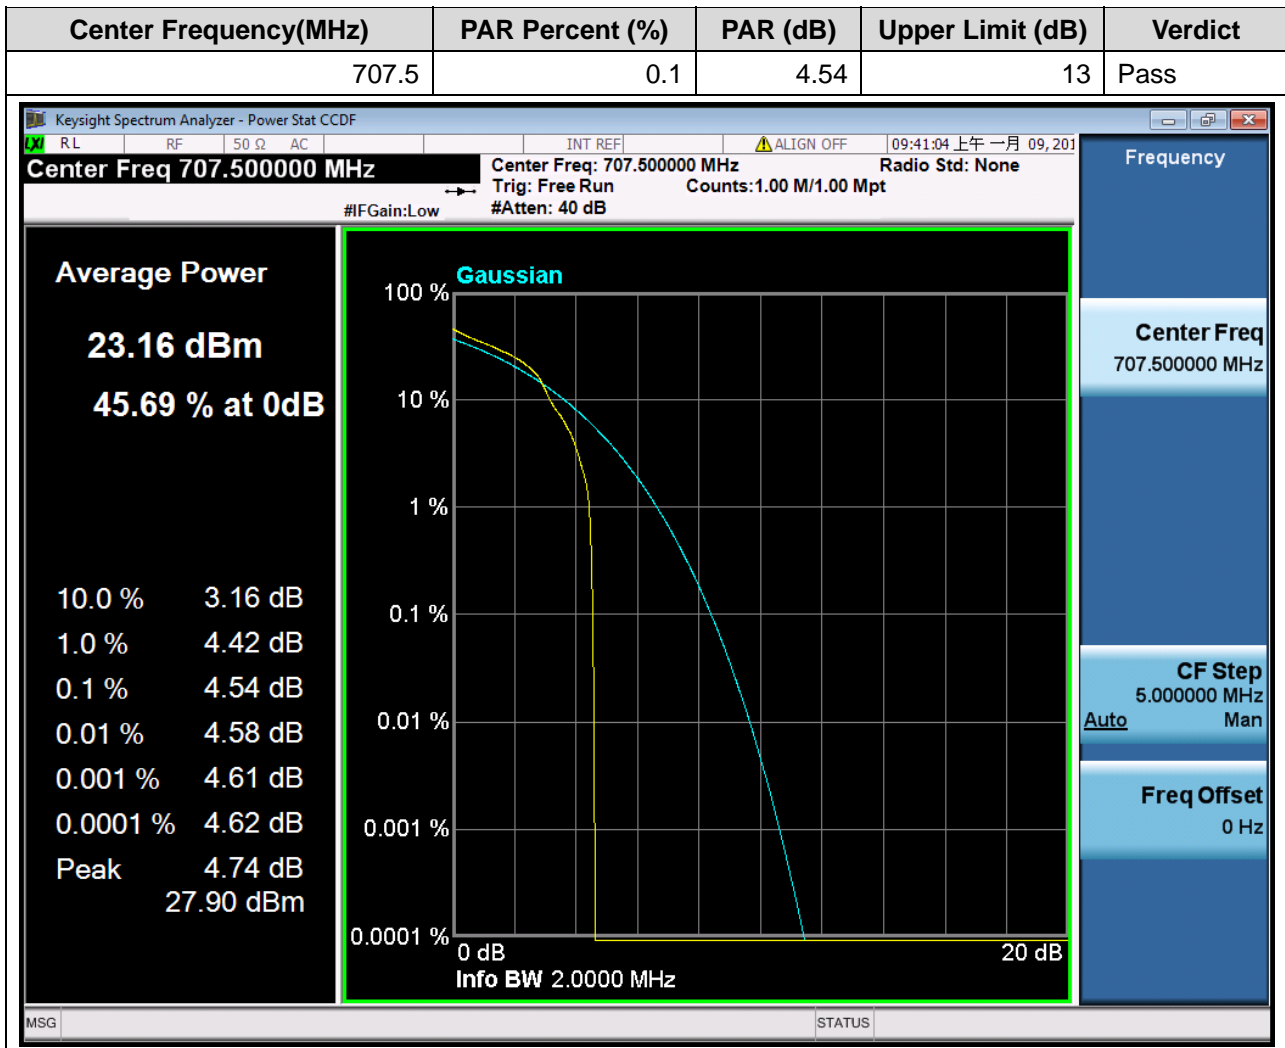 Center Frequency(MHz) PAR Percent (%) PAR (dB) Upper Limit (dB) Verdict
707.5 0.1 4.54 13 Pass
Keysight Spectrum Analyzer - Power Stat CCDF
LXI RL RF 50 Ω AC INT REF ALIGN OFF 09:41:04 上午 一月 09, 201
Center Freq 707.500000 MHz
Center Freq: 707.500000 MHz Radio Std: None
Trig: Free Run Counts:1.00 M/1.00 Mpt
#IFGain:Low #Atten: 40 dB
Average Power
23.16 dBm
45.69 % at 0dB
10.0 % 3.16 dB
1.0 % 4.42 dB
0.1 % 4.54 dB
0.01 % 4.58 dB
0.001 % 4.61 dB
0.0001 % 4.62 dB
Peak 4.74 dB
27.90 dBm
Gaussian
100 %
10 %
1 %
0.1 %
0.01 %
0.001 %
0.0001 %
0 dB 20 dB
Info BW 2.0000 MHz
Frequency
Center Freq
707.500000 MHz
CF Step
5.000000 MHz
Auto Man
Freq Offset
0 Hz
MSG STATUS